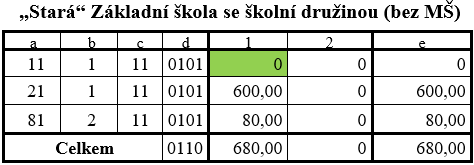 „Stará“ Základní škola se školní družinou (bez MŠ)
a b c d 1 2 e
11 1 11 0101 0 0 0
21 1 11 0101 600,00 0 600,00
81 2 11 0101 80,00 0 80,00
Celkem 0110 680,00 0 680,00